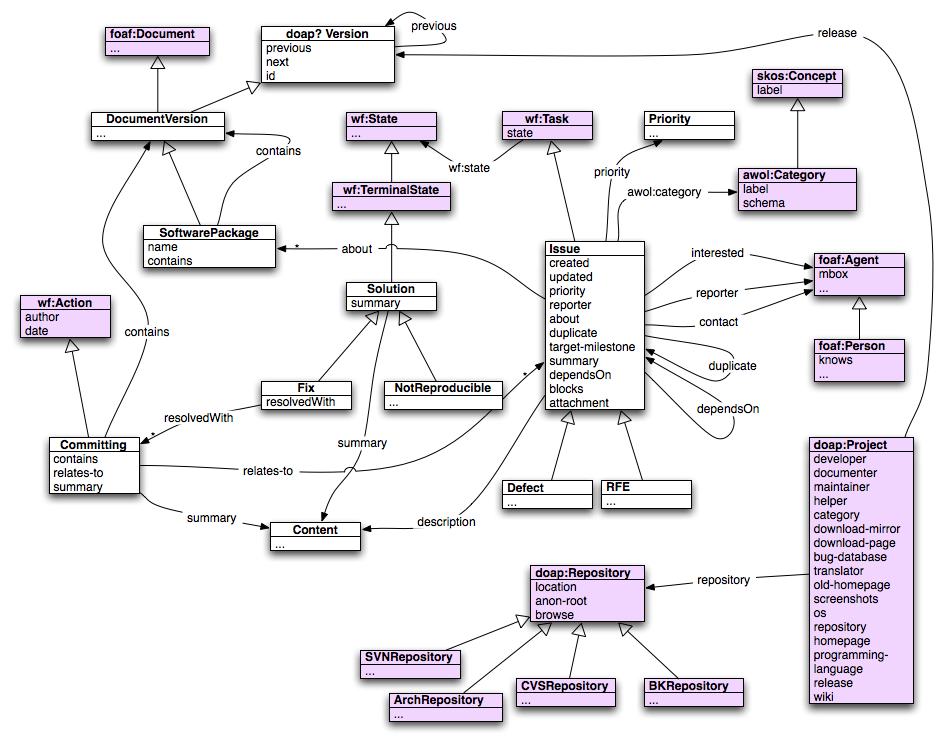 previous
foaf:Document
...
doap? Version
previous
next
id
release
skos:Concept
label
DocumentVersion
...
contains
wf:State
...
wf:Task
state
Priority
...
wf:state
priority
wf:TerminalState
...
awol:category
awol:Category
label
schema
SoftwarePackage
name
contains
*
about
Issue
created
updated
priority
reporter
about
duplicate
target-milestone
summary
dependsOn
blocks
attachment
interested
reporter
contact
foaf:Agent
mbox
...
foaf:Person
knows
...
duplicate
dependsOn
wf:Action
author
date
contains
Solution
summary
Fix
resolvedWith
NotReproducible
...
*
resolvedWith
*
Committing
contains
relates-to
summary
summary
relates-to
summary
Content
...
description
Defect
...
RFE
...
doap:Project
developer
documenter
maintainer
helper
category
download-mirror
download-page
bug-database
translator
old-homepage
screenshots
os
repository
homepage
programming-
language
release
wiki
repository
doap:Repository
location
anon-root
browse
SVNRepository
...
ArchRepository
...
CVSRepository
...
BKRepository
...